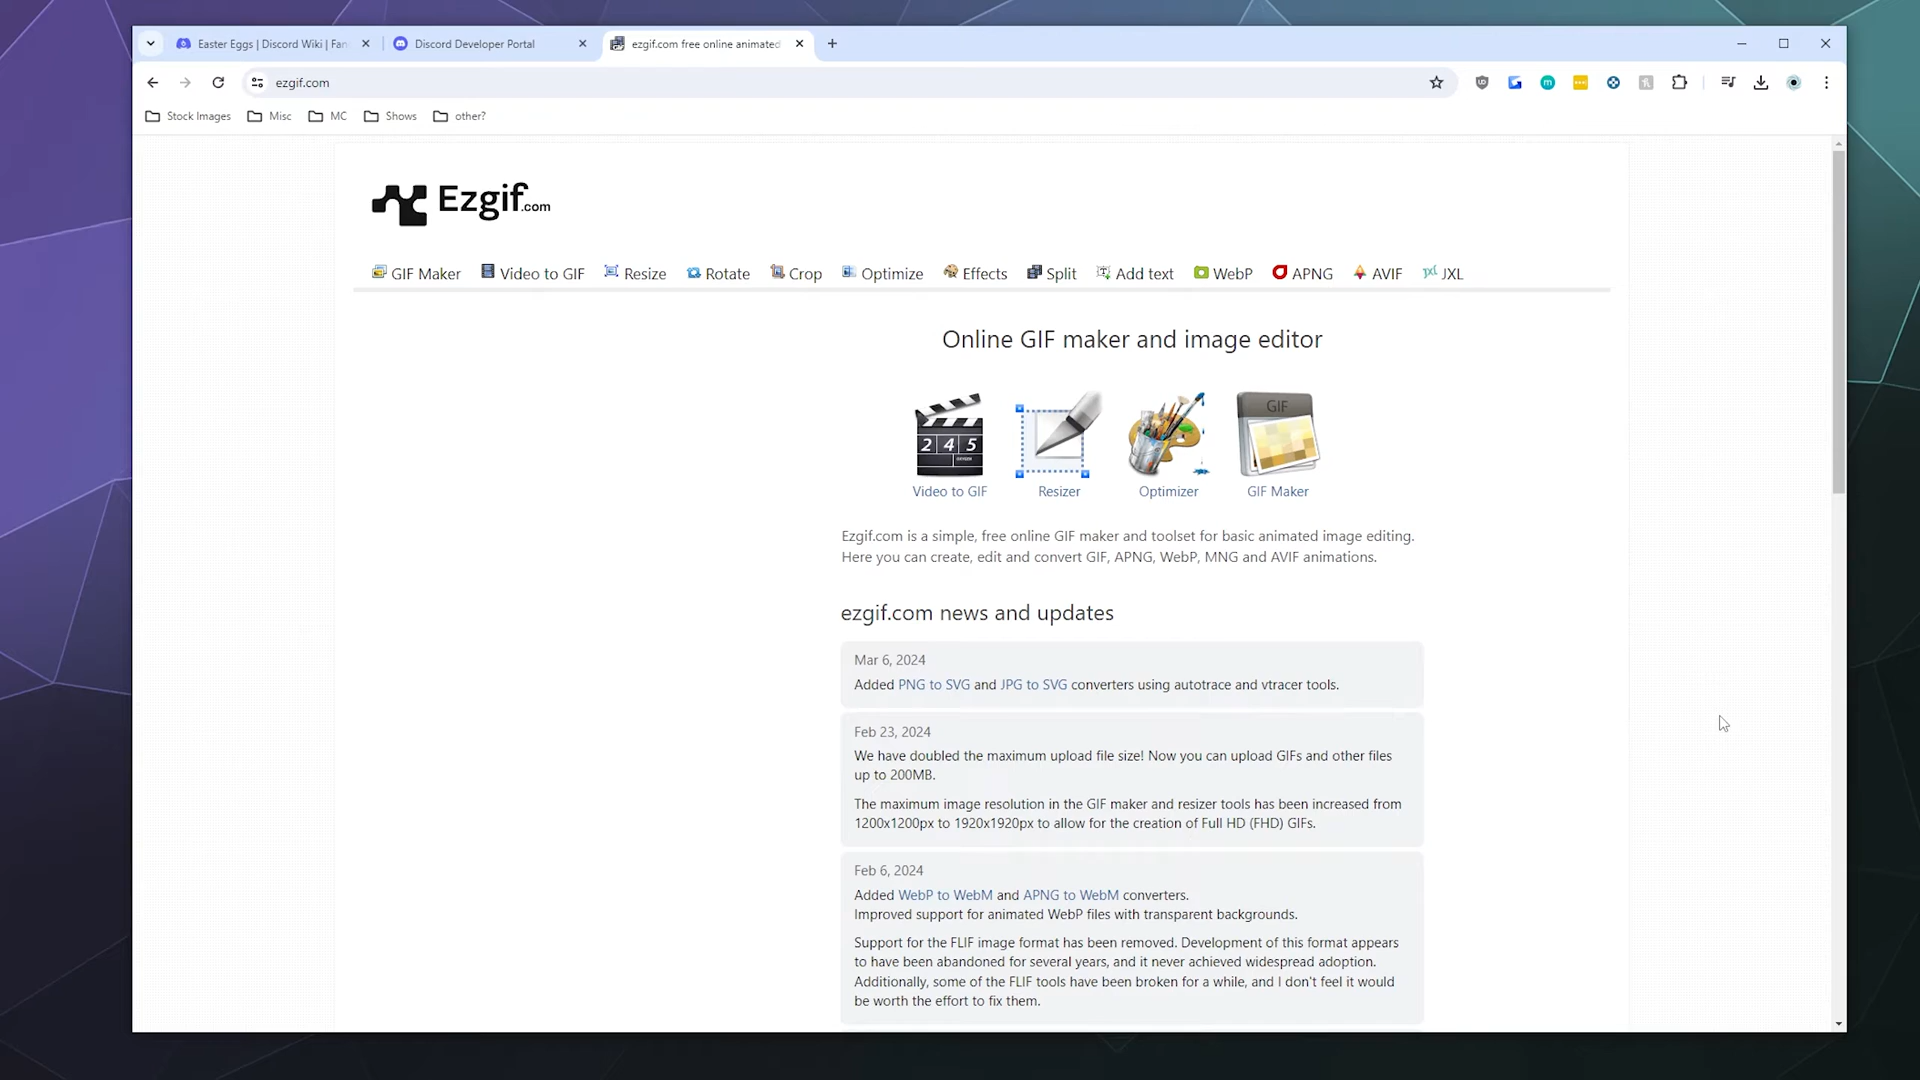 Easter Eggs | Discord Wiki | Fan
Discord Developer Portal
ezgif.com free online animated
ezgif.com
Stock Images
Misc
MC
Shows
other?
Ezgif.com
GIF Maker
Video to GIF
Resize
Rotate
Crop
Optimize
Effects
Split
Add text
WebP
APNG
AVIF
JXL
Online GIF maker and image editor
2 4 5
GIF
Video to GIF
Resizer
Optimizer
GIF Maker
Ezgif.com is a simple, free online GIF maker and toolset for basic animated image editing.
Here you can create, edit and convert GIF, APNG, WebP, MNG and AVIF animations.
ezgif.com news and updates
Mar 6, 2024
Added PNG to SVG and JPG to SVG converters using autotrace and vtracer tools.
Feb 23, 2024
We have doubled the maximum upload file size! Now you can upload GIFs and other files
up to 200MB.
The maximum image resolution in the GIF maker and resizer tools has been increased from
1200x1200px to 1920x1920px to allow for the creation of Full HD (FHD) GIFs.
Feb 6, 2024
Added WebP to WebM and APNG to WebM converters.
Improved support for animated WebP files with transparent backgrounds.
Support for the FLIF image format has been removed. Development of this format appears
to have been abandoned for several years, and it never achieved widespread adoption.
Additionally, some of the FLIF tools have been broken for a while, and I don't feel it would
be worth the effort to fix them.